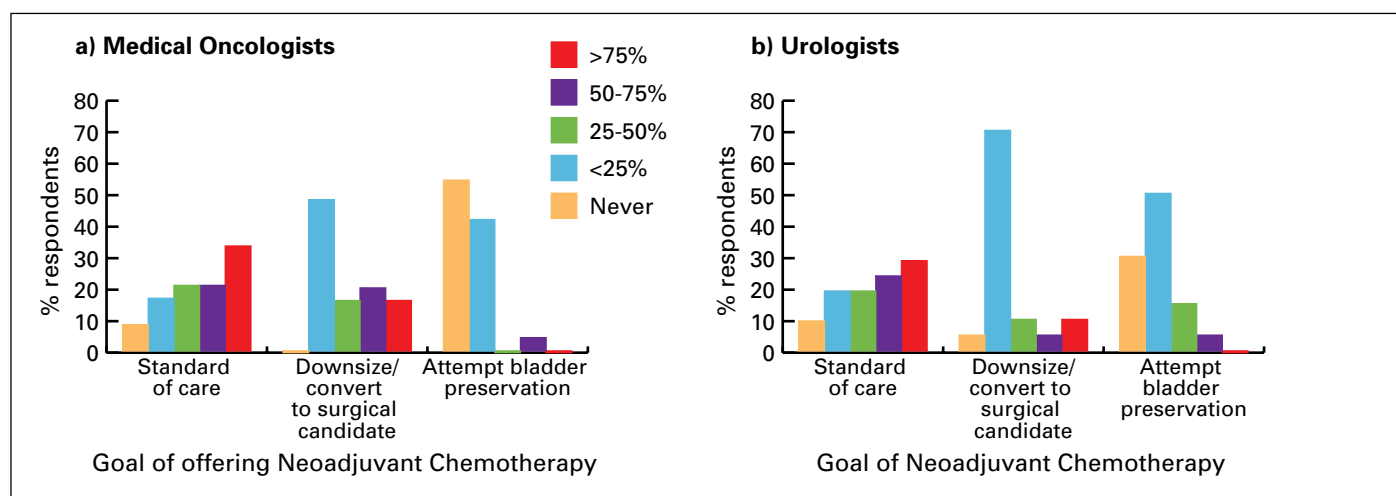 a) Medical Oncologists
>75%
50-75%
25-50%
<25%
Never
80
70
60
50
40
30
20
10
0
% respondents
Standard
of care
Downsize/
convert
to surgical
candidate
Attempt bladder
preservation
Goal of offering Neoadjuvant Chemotherapy
b) Urologists
80
70
60
50
40
30
20
10
0
% respondents
Standard
of care
Downsize/
convert to
surgical
candidate
Attempt
bladder
preservation
Goal of Neoadjuvant Chemotherapy